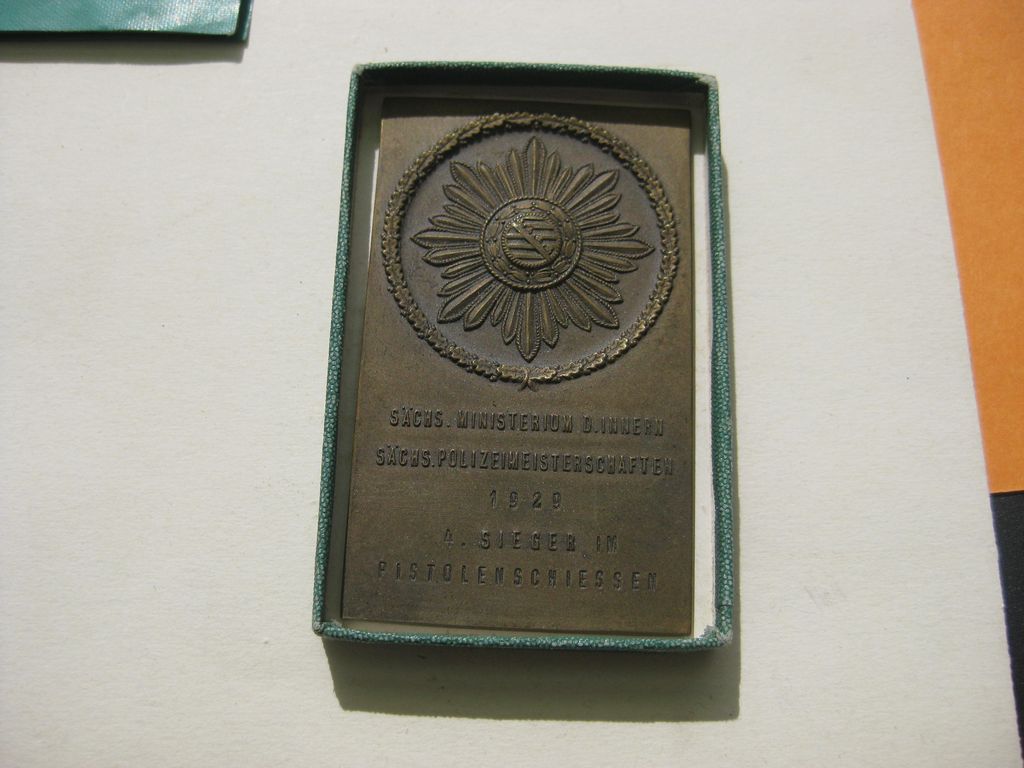 SÄCHS. MINISTERIUM D.INNERN
SÄCHS.POLIZEIMEISTERSCHAFTEN
1929
4. SIEGER IM
PISTOLENSCHIESSEN